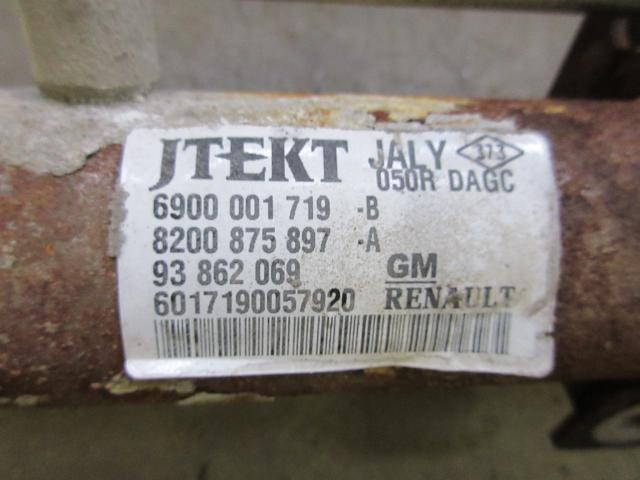 JTEKT JALY 373
050R DAGC
6900 001 719 -B
8200 875 897 -A
93 862 069 GM
6017190057920 RENAULT